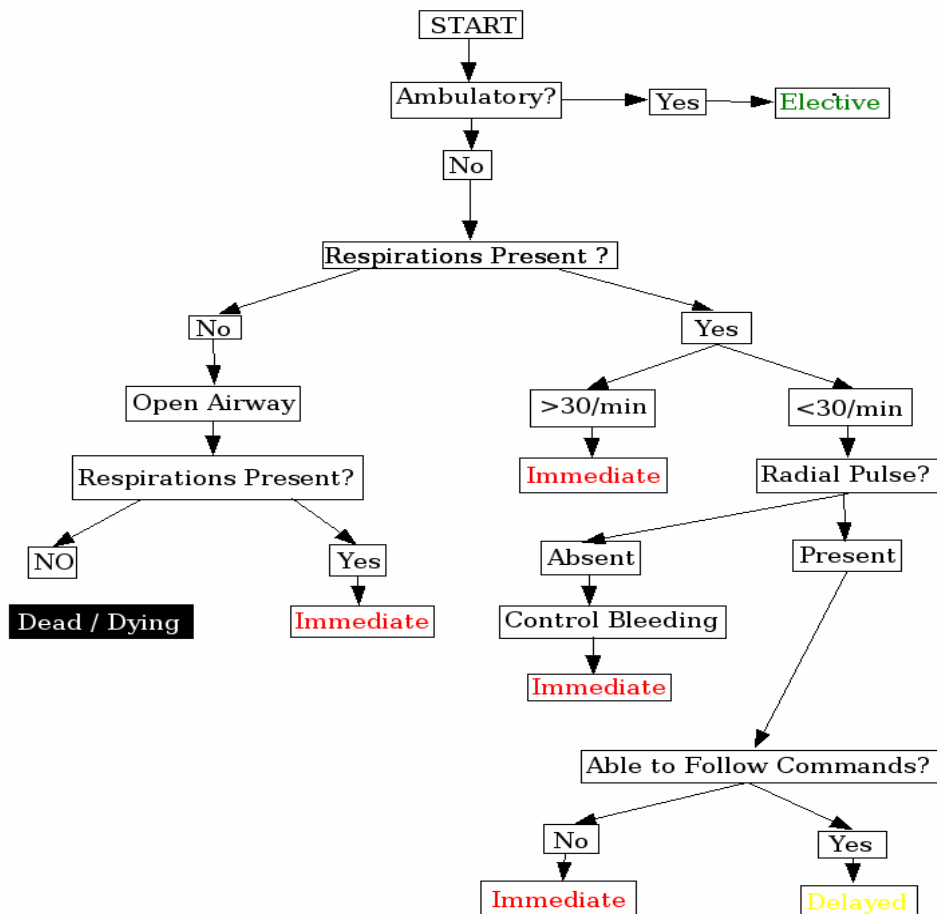 START
Ambulatory?
Yes
Elective
No
Respirations Present ?
No
Yes
Open Airway
>30/min
<30/min
Respirations Present?
Immediate
Radial Pulse?
NO
Yes
Absent
Present
Dead / Dying
Immediate
Control Bleeding
Immediate
Able to Follow Commands?
No
Yes
Immediate
Delayed